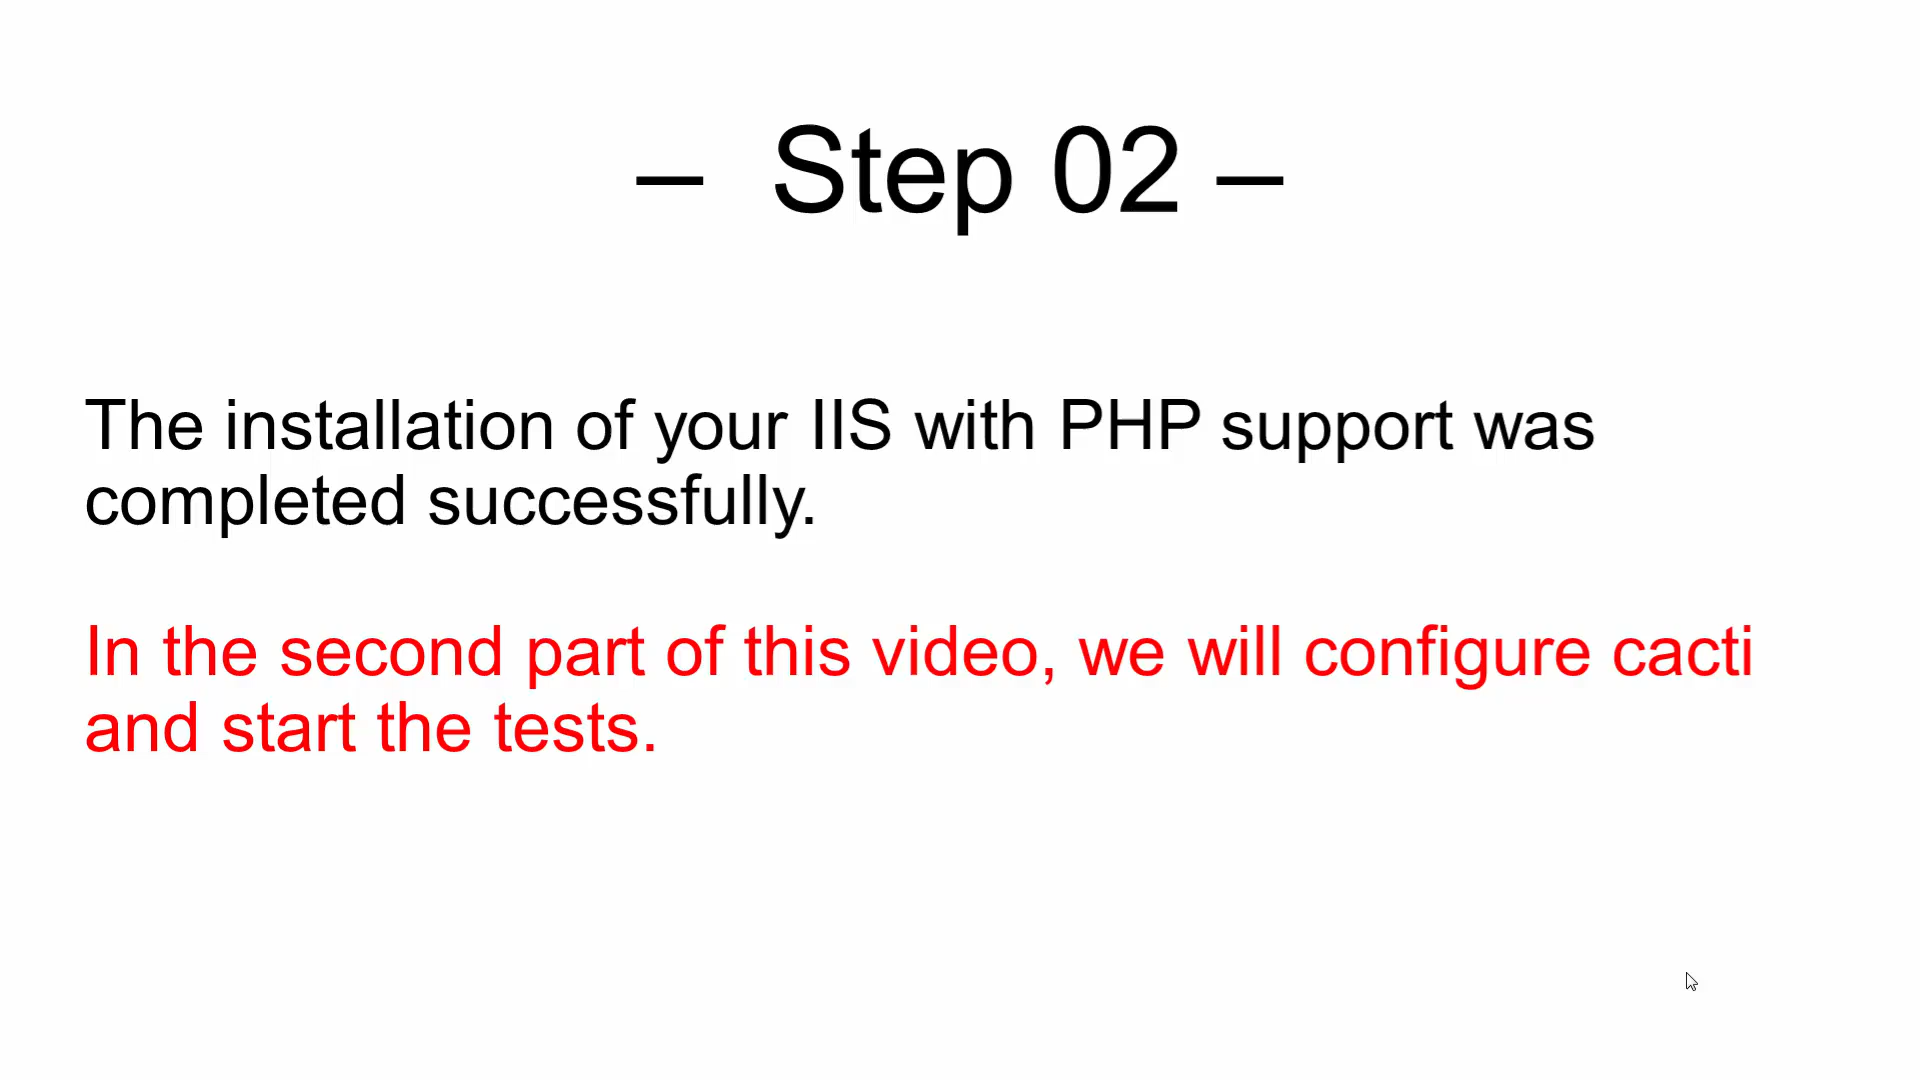 – Step 02 –
The installation of your IIS with PHP support was
completed successfully.
In the second part of this video, we will configure cacti
and start the tests.